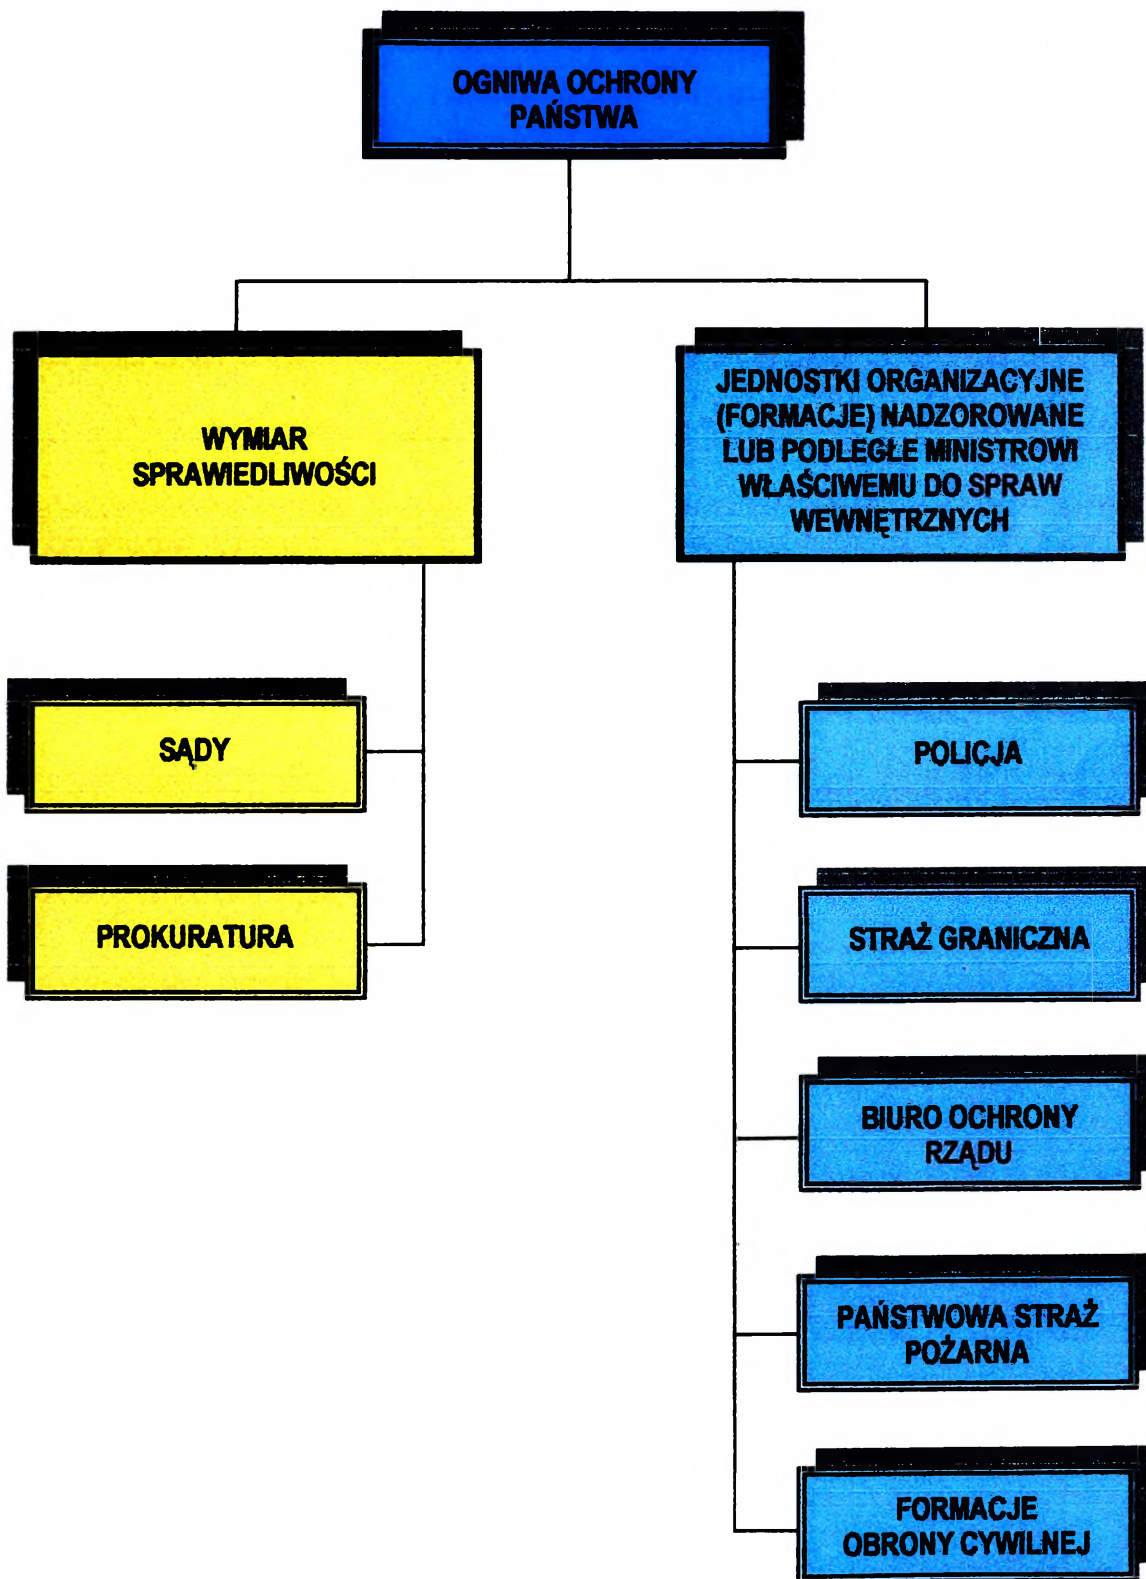 OGNIWA OCHRONY
PAŃSTWA
WYMIAR
SPRAWIEDLIWOŚCI
JEDNOSTKI ORGANIZACYJNE
(FORMACJE) NADZOROWANE
LUB PODLEGŁE MINISTROWI
WŁAŚCIWEMU DO SPRAW
WEWNĘTRZNYCH
SĄDY
PROKURATURA
POLICJA
STRAŻ GRANICZNA
BIURO OCHRONY
RZĄDU
PAŃSTWOWA STRAŻ
POŻARNA
FORMACJE
OBRONY CYWILNEJ